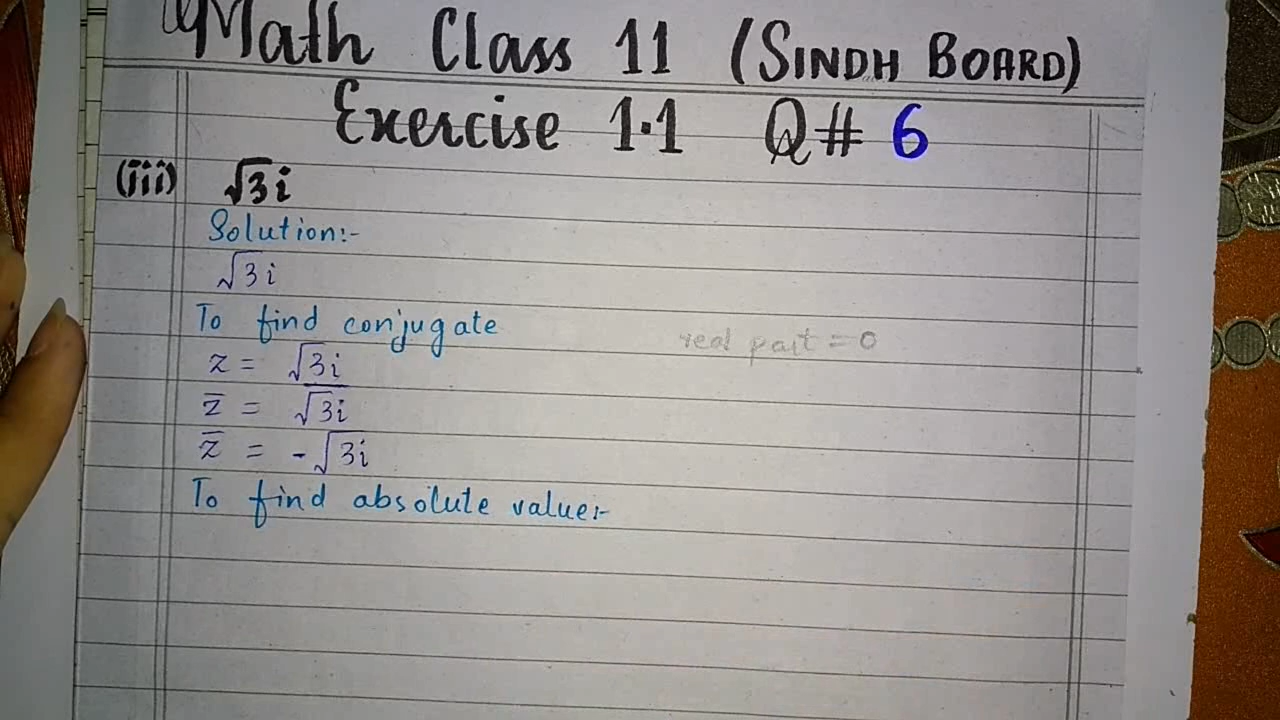 Math Class 11 (SINDH BOARD)
Exercise 1.1 Q# 6
(iii) √3i
Solution:-
√3i
To find conjugate
real part = 0
z = √3i
z̅ = \overline{√3i}
z̅ = -√3i
To find absolute value:-